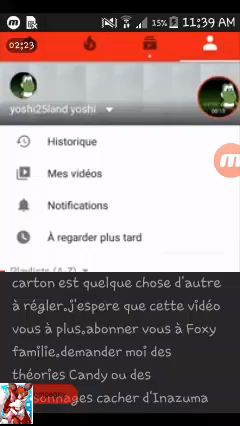 15% 11:39 AM
02:23
yoshi25land yoshi
Historique
Mes vidéos
Notifications
À regarder plus tard
Playlists (A-Z)
carton est quelque chose d'autre
à régler.j'espere que cette vidéo
vous à plus,abonner vous à Foxy
famille.demander moi des
théories Candy ou des
cacher d'Inazuma